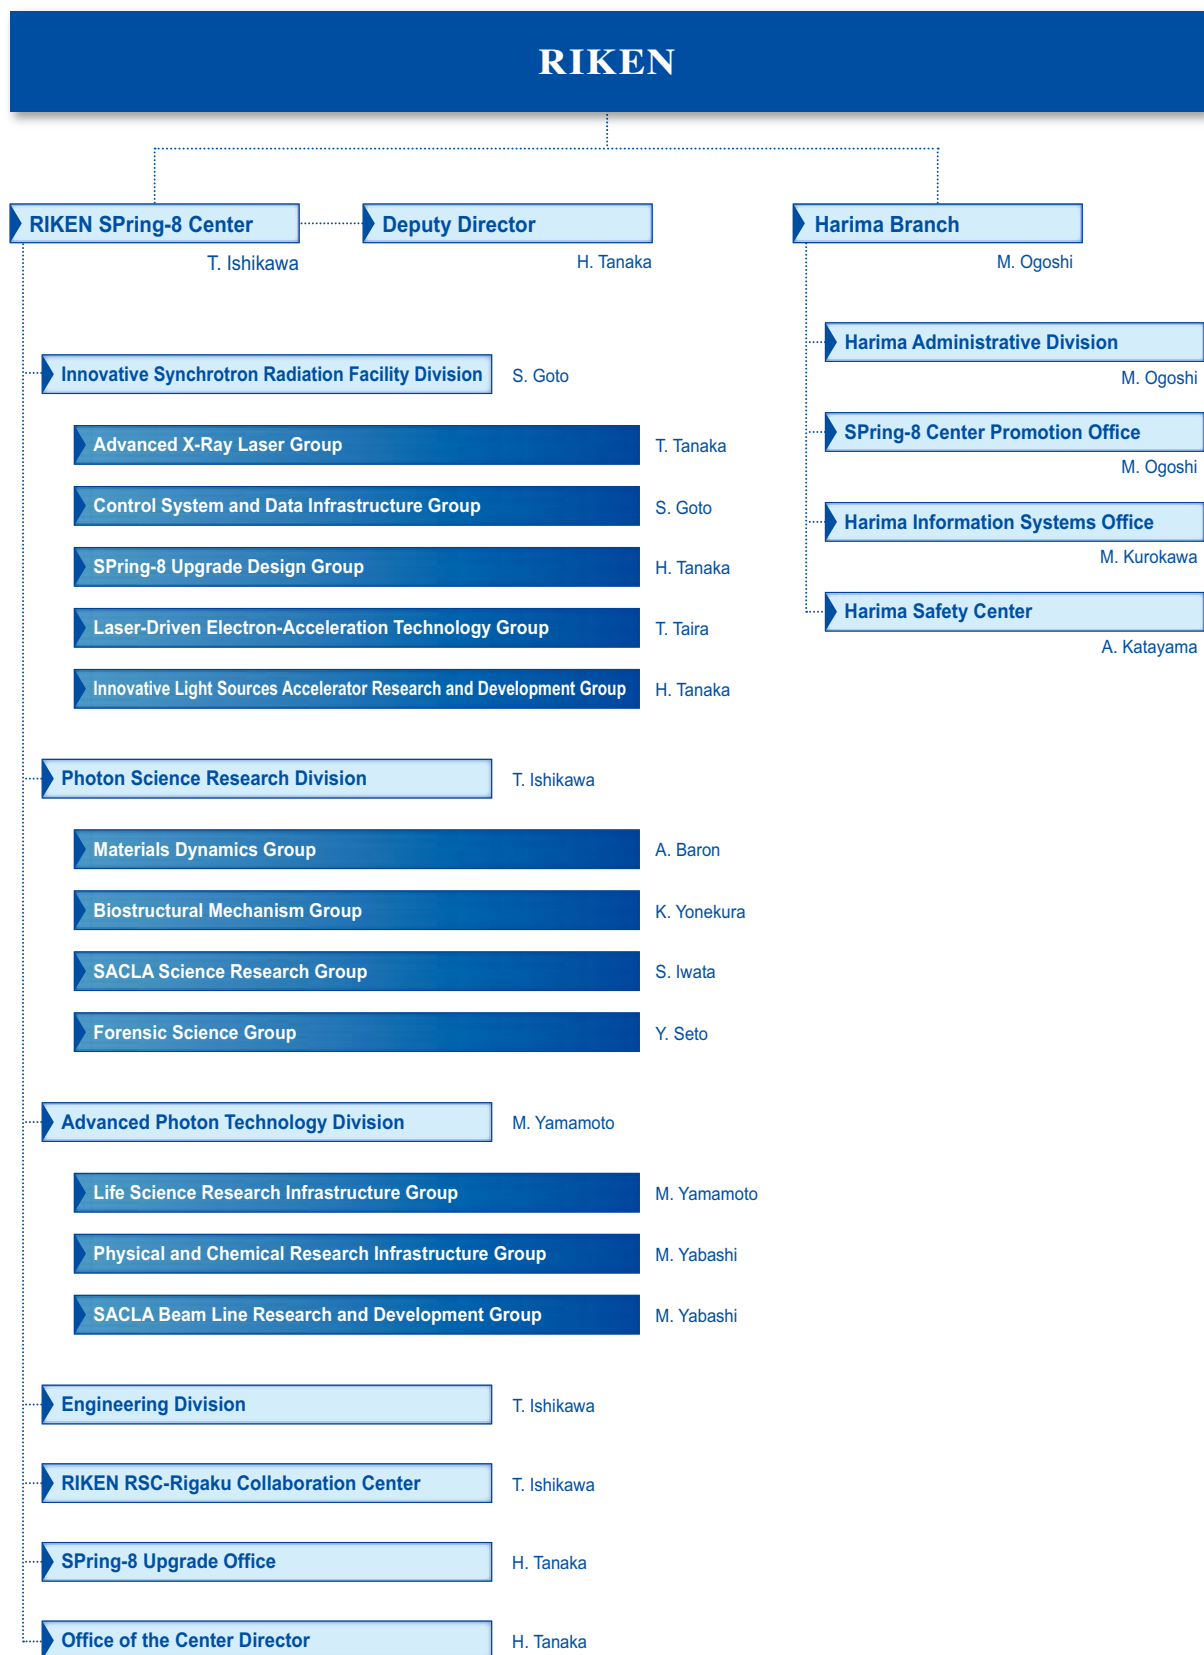 RIKEN
RIKEN SPring-8 Center
T. Ishikawa
Deputy Director
H. Tanaka
Innovative Synchrotron Radiation Facility Division
S. Goto
Advanced X-Ray Laser Group
T. Tanaka
Control System and Data Infrastructure Group
S. Goto
SPring-8 Upgrade Design Group
H. Tanaka
Laser-Driven Electron-Acceleration Technology Group
T. Taira
Innovative Light Sources Accelerator Research and Development Group
H. Tanaka
Photon Science Research Division
T. Ishikawa
Materials Dynamics Group
A. Baron
Biostructural Mechanism Group
K. Yonekura
SACLA Science Research Group
S. Iwata
Forensic Science Group
Y. Seto
Advanced Photon Technology Division
M. Yamamoto
Life Science Research Infrastructure Group
M. Yamamoto
Physical and Chemical Research Infrastructure Group
M. Yabashi
SACLA Beam Line Research and Development Group
M. Yabashi
Engineering Division
T. Ishikawa
RIKEN RSC-Rigaku Collaboration Center
T. Ishikawa
SPring-8 Upgrade Office
H. Tanaka
Office of the Center Director
H. Tanaka
Harima Branch
M. Ogoshi
Harima Administrative Division
M. Ogoshi
SPring-8 Center Promotion Office
M. Ogoshi
Harima Information Systems Office
M. Kurokawa
Harima Safety Center
A. Katayama